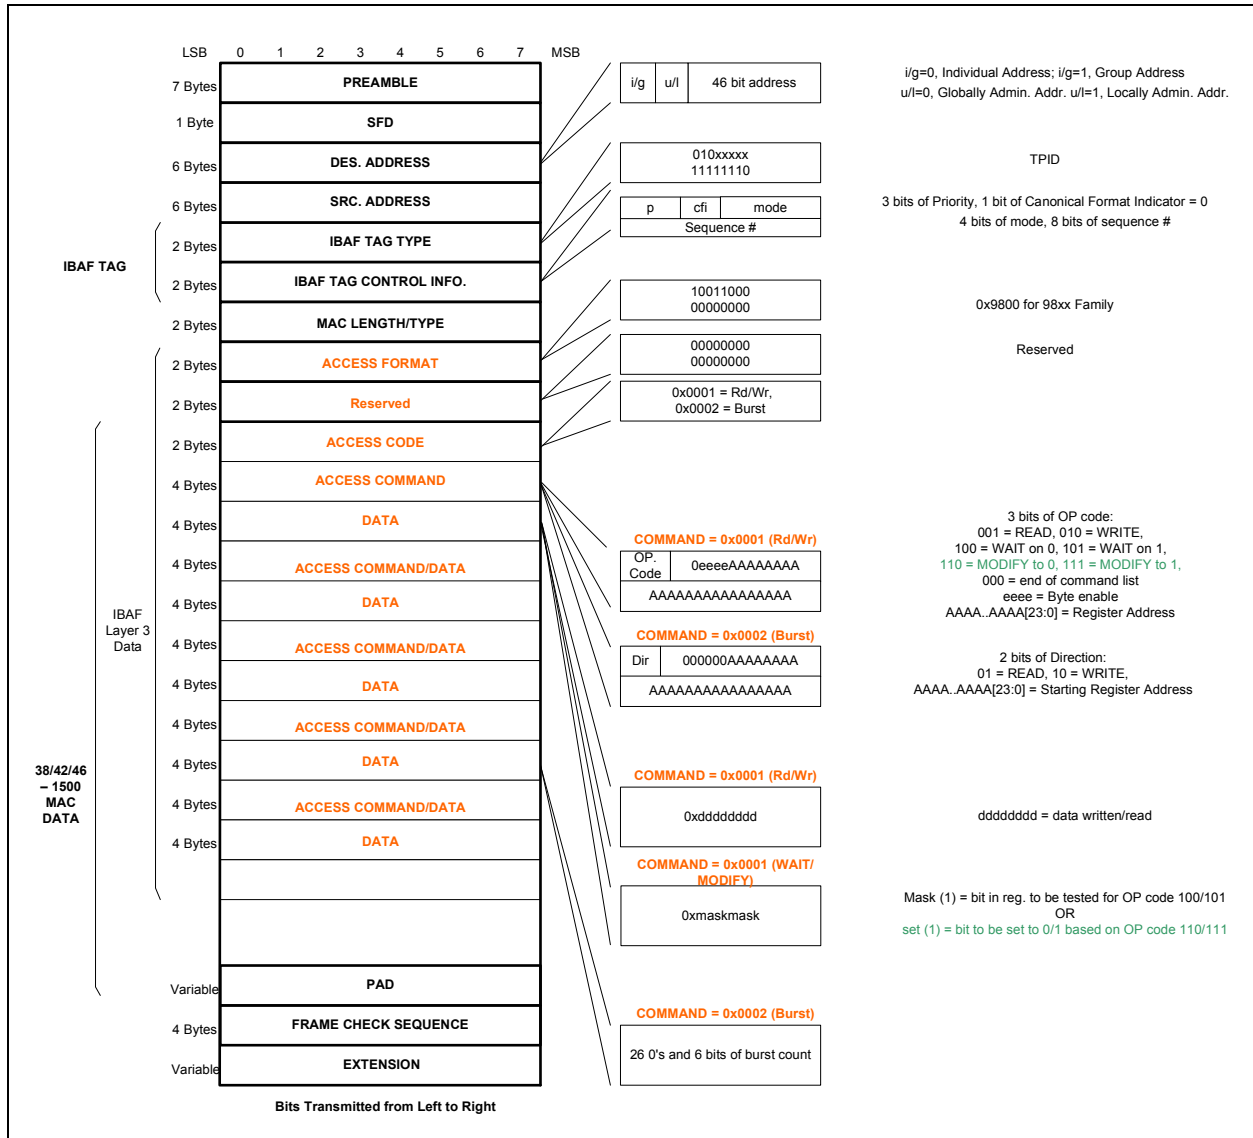 LSB 0 1 2 3 4 5 6 7 MSB
7 Bytes PREAMBLE
i/g u/l 46 bit address
i/g=0, Individual Address; i/g=1, Group Address
u/l=0, Globally Admin. Addr. u/l=1, Locally Admin. Addr.
1 Byte SFD
6 Bytes DES. ADDRESS
010xxxxx
11111110
TPID
6 Bytes SRC. ADDRESS
p cfi mode
Sequence #
3 bits of Priority, 1 bit of Canonical Format Indicator = 0
4 bits of mode, 8 bits of sequence #
IBAF TAG
2 Bytes IBAF TAG TYPE
2 Bytes IBAF TAG CONTROL INFO.
10011000
00000000
0x9800 for 98xx Family
2 Bytes MAC LENGTH/TYPE
2 Bytes ACCESS FORMAT
00000000
00000000
Reserved
2 Bytes Reserved
0x0001 = Rd/Wr,
0x0002 = Burst
2 Bytes ACCESS CODE
4 Bytes ACCESS COMMAND
4 Bytes DATA
COMMAND = 0x0001 (Rd/Wr)
OP.
Code
0eeeeAAAAAAAA
AAAAAAAAAAAAAAAA
3 bits of OP code:
001 = READ, 010 = WRITE,
100 = WAIT on 0, 101 = WAIT on 1,
110 = MODIFY to 0, 111 = MODIFY to 1,
000 = end of command list
eeee = Byte enable
AAAA..AAAA[23:0] = Register Address
4 Bytes ACCESS COMMAND/DATA
4 Bytes DATA
IBAF
Layer 3
Data
4 Bytes ACCESS COMMAND/DATA
COMMAND = 0x0002 (Burst)
Dir 000000AAAAAAAA
AAAAAAAAAAAAAAAA
2 bits of Direction:
01 = READ, 10 = WRITE,
AAAA..AAAA[23:0] = Starting Register Address
4 Bytes DATA
4 Bytes ACCESS COMMAND/DATA
4 Bytes DATA
38/42/46
– 1500
MAC
DATA
COMMAND = 0x0001 (Rd/Wr)
0xdddddddd
dddddddd = data written/read
4 Bytes ACCESS COMMAND/DATA
4 Bytes DATA
COMMAND = 0x0001 (WAIT/
MODIFY)
0xmaskmask
Mask (1) = bit in reg. to be tested for OP code 100/101
OR
set (1) = bit to be set to 0/1 based on OP code 110/111
Variable PAD
COMMAND = 0x0002 (Burst)
26 0's and 6 bits of burst count
4 Bytes FRAME CHECK SEQUENCE
Variable EXTENSION
Bits Transmitted from Left to Right